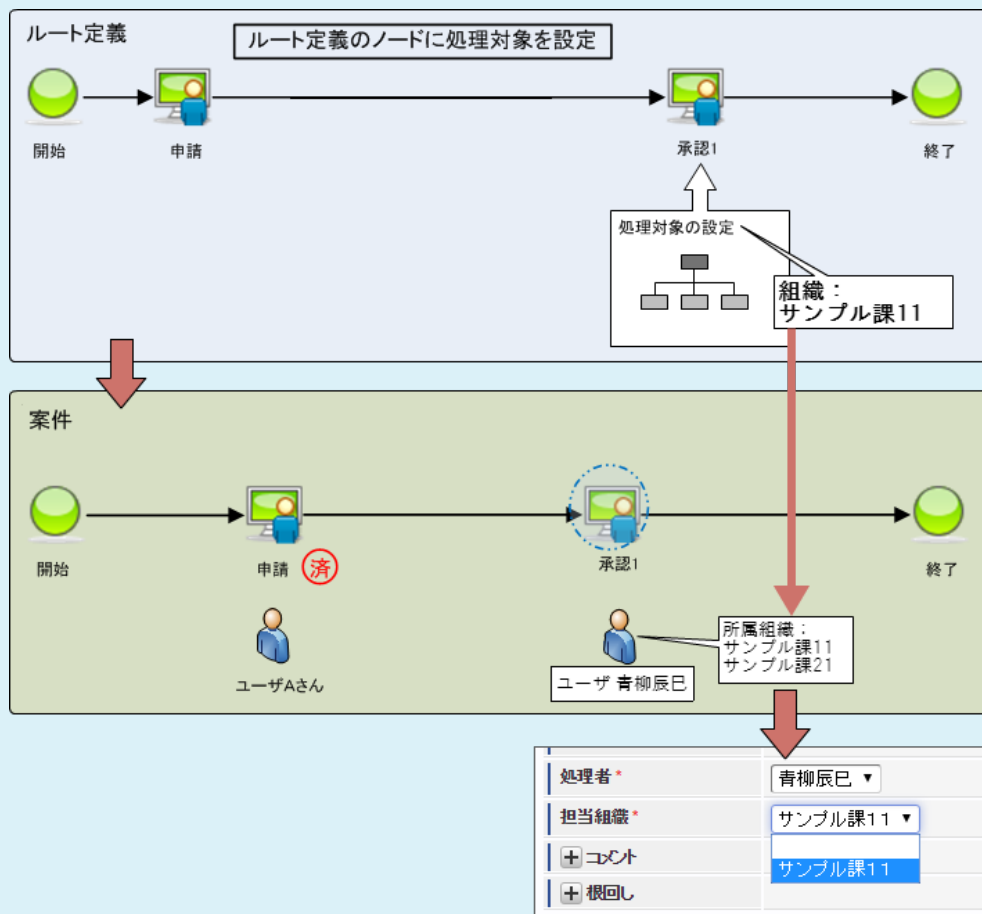 ルート定義
ルート定義のノードに処理対象を設定
開始
申請
承認1
終了
処理対象の設定
組織：
サンプル課11
案件
開始
申請
済
承認1
終了
ユーザAさん
ユーザ 青柳辰巳
所属組織：
サンプル課11
サンプル課21
処理者*
青柳辰巳
担当組織*
サンプル課11
サンプル課11
コメント
根回し